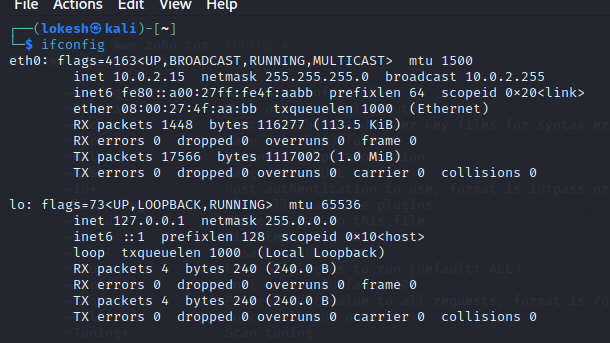 File Actions Edit View Help
┌──(lokesh㉿kali)-[~]
└─$ ifconfig
eth0: flags=4163<UP,BROADCAST,RUNNING,MULTICAST>  mtu 1500
        inet 10.0.2.15  netmask 255.255.255.0  broadcast 10.0.2.255
        inet6 fe80::a00:27ff:fe4f:aabb  prefixlen 64  scopeid 0×20<link>
        ether 08:00:27:4f:aa:bb  txqueuelen 1000  (Ethernet)
        RX packets 1448  bytes 116277 (113.5 KiB)
        RX errors 0  dropped 0  overruns 0  frame 0
        TX packets 17566  bytes 1117002 (1.0 MiB)
        TX errors 0  dropped 0 overruns 0  carrier 0  collisions 0

lo: flags=73<UP,LOOPBACK,RUNNING>  mtu 65536
        inet 127.0.0.1  netmask 255.0.0.0
        inet6 ::1  prefixlen 128  scopeid 0×10<host>
        loop  txqueuelen 1000  (Local Loopback)
        RX packets 4  bytes 240 (240.0 B)
        RX errors 0  dropped 0  overruns 0  frame 0
        TX packets 4  bytes 240 (240.0 B)
        TX errors 0  dropped 0 overruns 0  carrier 0  collisions 0